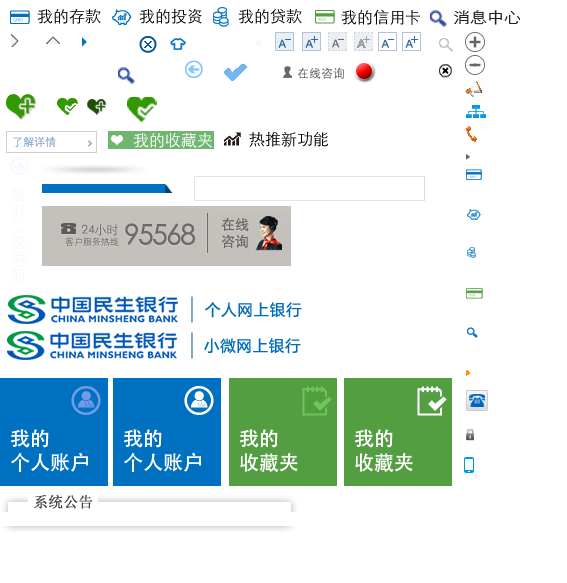 我的存款 我的投资 我的贷款 我的信用卡 消息中心
A− A+ A− A+ A− A+
在线咨询
了解详情 我的收藏夹 热推新功能
24小时
客户服务热线
95568
在线
咨询
中国民生银行 个人网上银行
CHINA MINSHENG BANK
中国民生银行 小微网上银行
CHINA MINSHENG BANK
我的 我的 我的 我的
个人账户 个人账户 收藏夹 收藏夹
系统公告